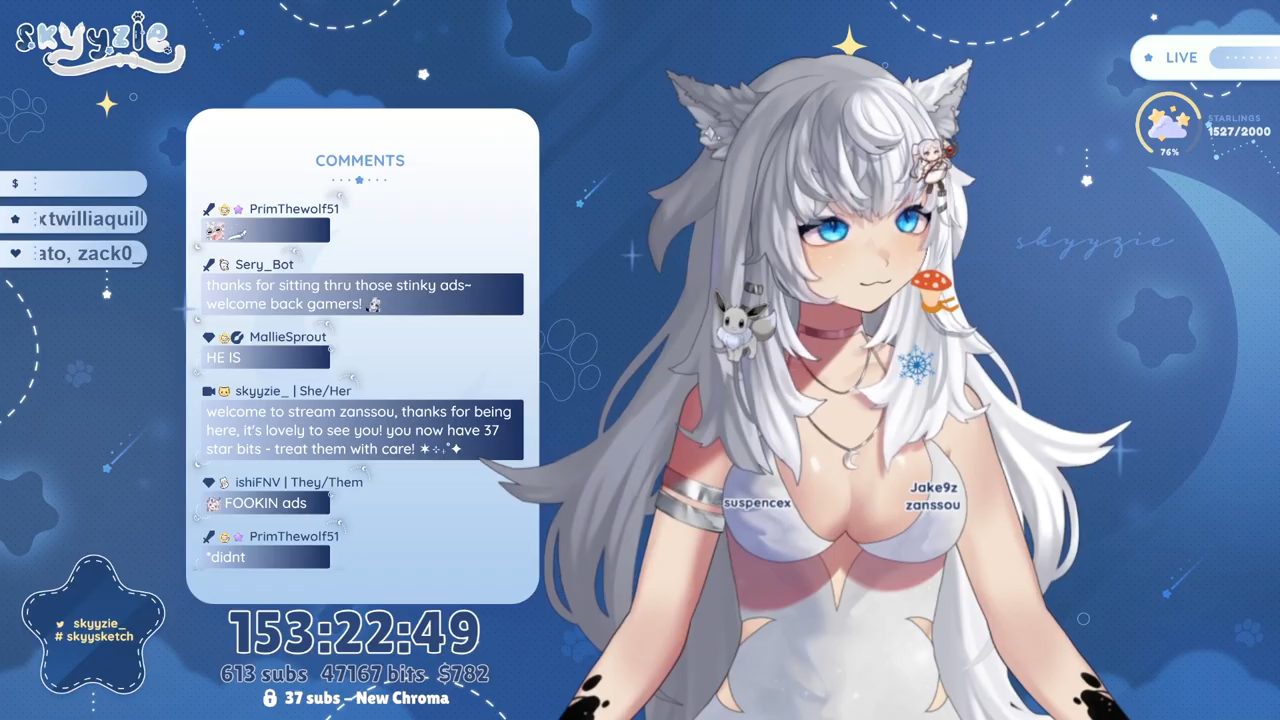 skyyzie
LIVE
STARLINGS
1527/2000
76%
COMMENTS
PrimThewolf51
Sery_Bot
thanks for sitting thru those stinky ads~
welcome back gamers!
MallieSprout
HE IS
skyyzie_ | She/Her
welcome to stream zanssou, thanks for being
here, it's lovely to see you! you now have 37
star bits - treat them with care!
ishiFNV | They/Them
FOOKIN ads
PrimThewolf51
*didnt
$
xtwilliaquill
ato, zack0_
skyyzie
suspencex
Jake9z
zanssou
skyyzie_
# skyysketch
153:22:49
613 subs 47167 bits $782
37 subs – New Chroma